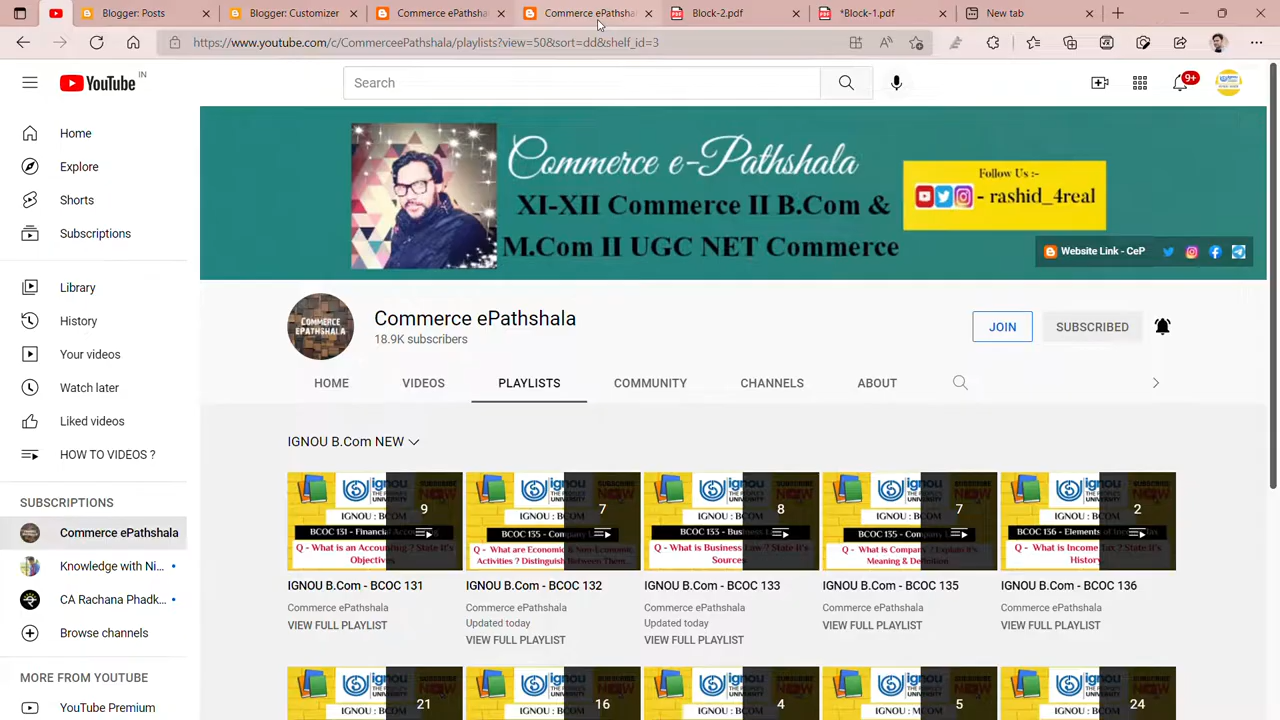 Blogger: Posts
Blogger: Customizer
Commerce ePathshal
Commerce ePathshal
Block-2.pdf
*Block-1.pdf
New tab
https://www.youtube.com/c/CommerceePathshala/playlists?view=50&sort=dd&shelf_id=3
YouTube IN
Search
9+
Home
Explore
Shorts
Subscriptions
Library
History
Your videos
Watch later
Liked videos
HOW TO VIDEOS ?
SUBSCRIPTIONS
Commerce ePathshala
Knowledge with Ni...
CA Rachana Phadk...
Browse channels
MORE FROM YOUTUBE
YouTube Premium
Commerce e-Pathshala
XI-XII Commerce II B.Com &
M.Com II UGC NET Commerce
Follow Us :-
- rashid_4real
Website Link - CeP
COMMERCE
EPATHSHALA
Commerce ePathshala
18.9K subscribers
JOIN
SUBSCRIBED
HOME
VIDEOS
PLAYLISTS
COMMUNITY
CHANNELS
ABOUT
IGNOU B.Com NEW
9
IGNOU B.Com - BCOC 131
Commerce ePathshala
VIEW FULL PLAYLIST
7
IGNOU B.Com - BCOC 132
Commerce ePathshala
Updated today
VIEW FULL PLAYLIST
8
IGNOU B.Com - BCOC 133
Commerce ePathshala
Updated today
VIEW FULL PLAYLIST
7
IGNOU B.Com - BCOC 135
Commerce ePathshala
VIEW FULL PLAYLIST
2
IGNOU B.Com - BCOC 136
Commerce ePathshala
VIEW FULL PLAYLIST
21
16
4
5
24